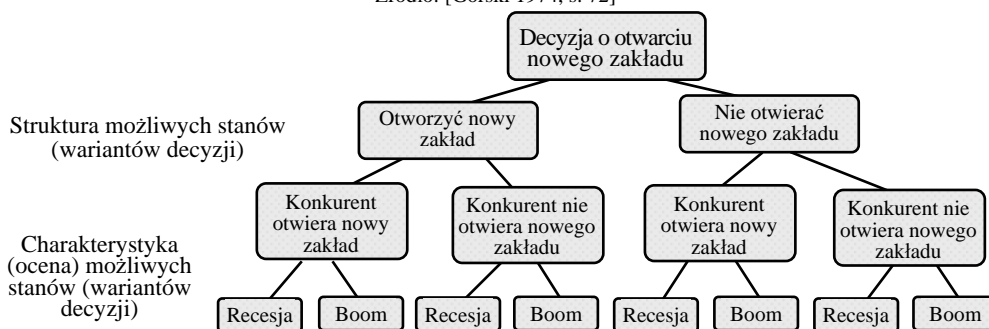 Źródło: [Górski 1974, s. 72]
Decyzja o otwarciu
nowego zakładu
Struktura możliwych stanów
(wariantów decyzji)
Otworzyć nowy
zakład
Nie otwierać
nowego zakładu
Charakterystyka
(ocena) możliwych
stanów (wariantów
decyzji)
Konkurent
otwiera nowy
zakład
Konkurent nie
otwiera nowego
zakładu
Konkurent
otwiera nowy
zakład
Konkurent nie
otwiera nowego
zakładu
Recesja
Boom
Recesja
Boom
Recesja
Boom
Recesja
Boom